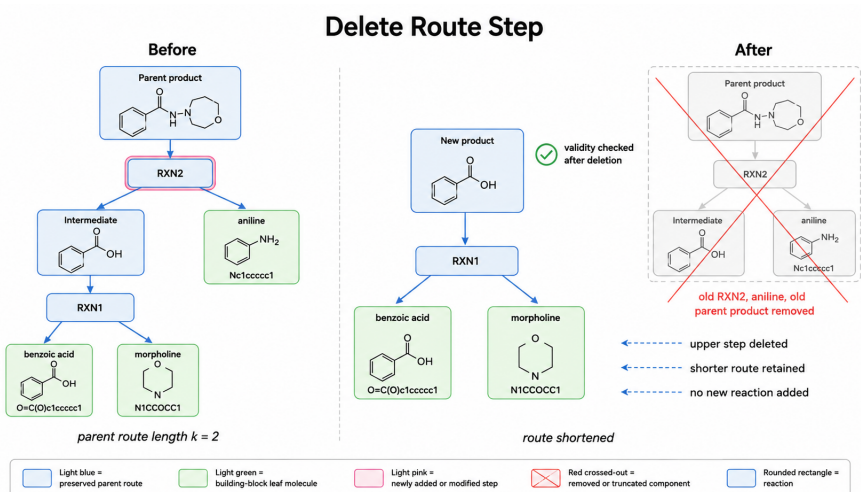 Delete Route Step
Before
After
Parent product
O
N
H
N
O
RXN2
Intermediate
O
OH
aniline
NH2
Nc1ccccc1
RXN1
benzoic acid
O
OH
O=C(O)c1ccccc1
morpholine
O
N
N1CCOCC1
parent route length k = 2
New product
O
OH
validity checked
after deletion
RXN1
benzoic acid
O
OH
O=C(O)c1ccccc1
morpholine
O
N
N1CCOCC1
route shortened
Parent product
O
N
H
N
O
RXN2
Intermediate
O
OH
aniline
NH2
Nc1ccccc1
old RXN2, aniline, old
parent product removed
upper step deleted
shorter route retained
no new reaction added
Light blue =
preserved parent route
Light green =
building-block leaf molecule
Light pink =
newly added or modified step
Red crossed-out =
removed or truncated component
Rounded rectangle =
reaction